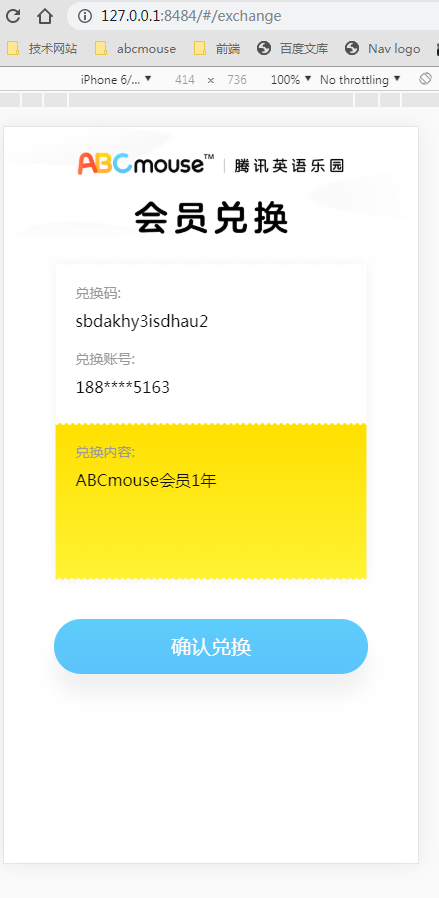 127.0.0.1:8484/#/exchange
技术网站 abcmouse 前端 百度文库 Nav logo
iPhone 6/... ▼ 414 × 736 100% ▼ No throttling ▼
ABCmouse™ | 腾讯英语乐园
会员兑换
兑换码:
sbdakhy3isdhau2
兑换账号:
188****5163
兑换内容:
ABCmouse会员1年
确认兑换